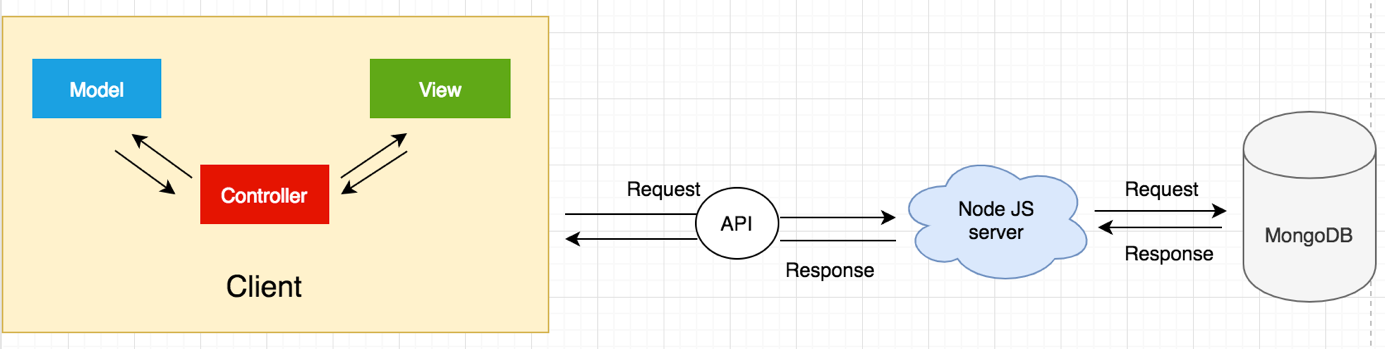 Model
View
Controller
Client
Request
API
Response
Node JS
server
Request
Response
MongoDB